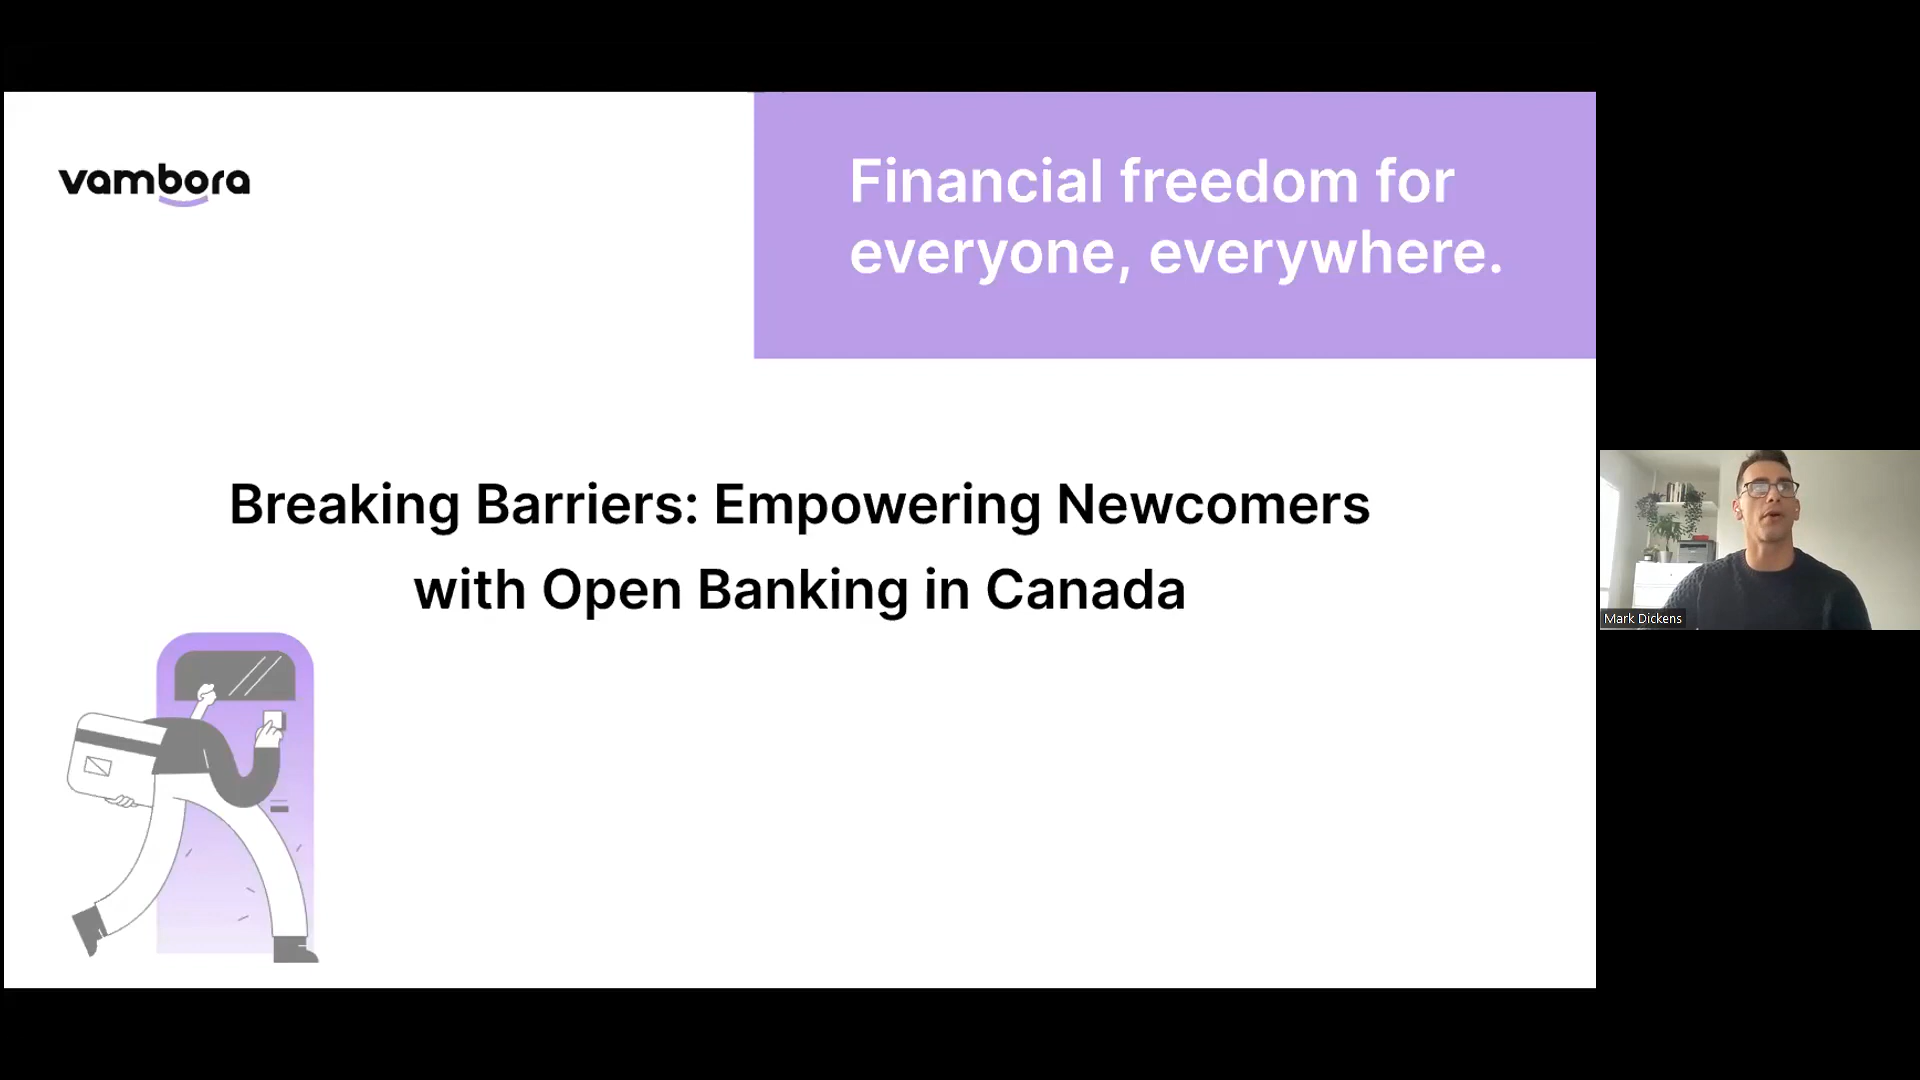 vambora
Financial freedom for
everyone, everywhere.
Breaking Barriers: Empowering Newcomers
with Open Banking in Canada
Mark Dickens